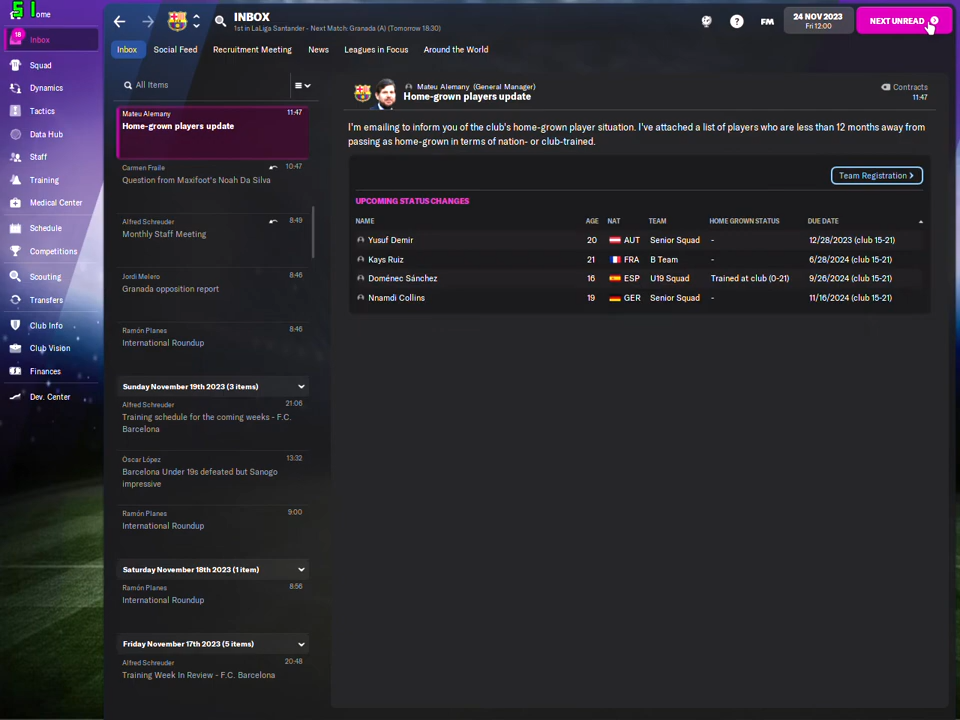 51
ome
INBOX
1st in LaLiga Santander - Next Match: Granada (A) (Tomorrow 18:30)
?
FM
24 NOV 2023
Fri 12:00
NEXT UNREAD
18
Inbox
Squad
Dynamics
Tactics
Data Hub
Staff
Training
Medical Center
Schedule
Competitions
Scouting
Transfers
Club Info
Club Vision
Finances
Dev. Center
Inbox
Social Feed
Recruitment Meeting
News
Leagues in Focus
Around the World
All Items
Mateu Alemany
11:47
Home-grown players update
Carmen Fraile
10:47
Question from Maxifoot's Noah Da Silva
Alfred Schreuder
8:49
Monthly Staff Meeting
Jordi Melero
8:46
Granada opposition report
Ramón Planes
8:46
International Roundup
Sunday November 19th 2023 (3 items)
Alfred Schreuder
21:06
Training schedule for the coming weeks - F.C.
Barcelona
Óscar López
13:32
Barcelona Under 19s defeated but Sanogo
impressive
Ramón Planes
9:00
International Roundup
Saturday November 18th 2023 (1 item)
Ramón Planes
8:56
International Roundup
Friday November 17th 2023 (5 items)
Alfred Schreuder
20:48
Training Week In Review - F.C. Barcelona
Mateu Alemany (General Manager)
Home-grown players update
Contracts
11:47
I'm emailing to inform you of the club's home-grown player situation. I've attached a list of players who are less than 12 months away from
passing as home-grown in terms of nation- or club-trained.
Team Registration >
UPCOMING STATUS CHANGES
NAME AGE NAT TEAM HOME GROWN STATUS DUE DATE
Yusuf Demir 20 AUT Senior Squad - 12/28/2023 (club 15-21)
Kays Ruiz 21 FRA B Team - 6/28/2024 (club 15-21)
Doménec Sánchez 16 ESP U19 Squad Trained at club (0-21) 9/26/2024 (club 15-21)
Nnamdi Collins 19 GER Senior Squad - 11/16/2024 (club 15-21)